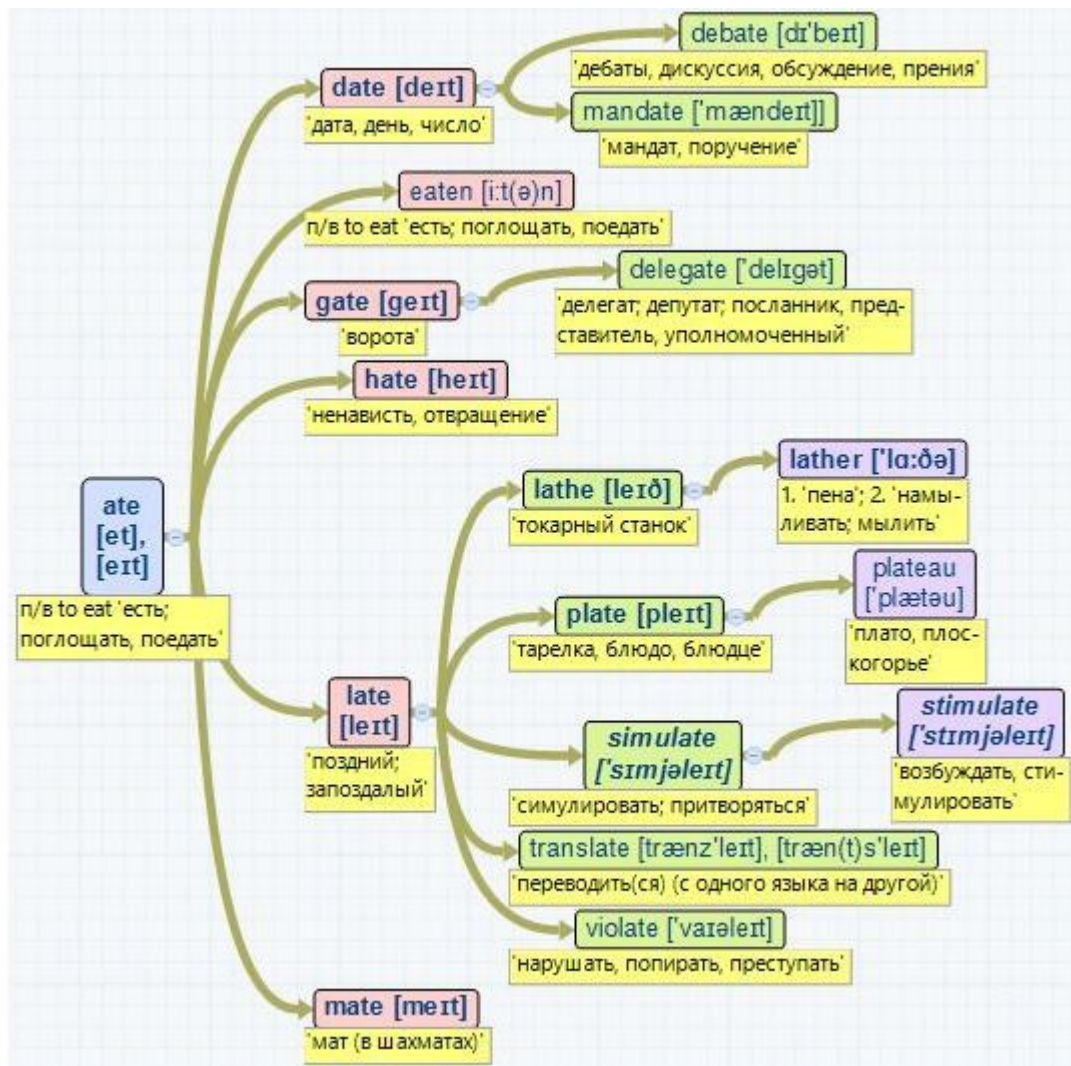 debate [dɪ'beɪt]
'дебаты, дискуссия, обсуждение, прения'
date [deɪt]
'дата, день, число'
mandate ['mændeɪt]]
'мандат, поручение'
eaten [i:t(ə)n]
п/в to eat 'есть; поглощать, поедать'
delegate ['delɪgət]
'делегат; депутат; посланник, пред-
ставитель, уполномоченный'
gate [geɪt]
'ворота'
hate [heɪt]
'ненависть, отвращение'
ate
[et],
[eɪt]
п/в to eat 'есть;
поглощать, поедать'
lathe [leɪð]
'токарный станок'
lather ['lɑ:ðə]
1. 'пена'; 2. 'намы-
ливать; мылить'
plate [pleɪt]
'тарелка, блюдо, блюдце'
plateau
['plætəu]
'плато, плос-
когорье'
late
[leɪt]
'поздний;
запоздалый'
simulate
['sɪmjəleɪt]
'симулировать; притворяться'
stimulate
['stɪmjəleɪt]
'возбуждать, сти-
мулировать'
translate [trænz'leɪt], [træn(t)s'leɪt]
'переводить(ся) (с одного языка на другой)'
violate ['vaɪəleɪt]
'нарушать, попирать, преступать'
mate [meɪt]
'мат (в шахматах)'